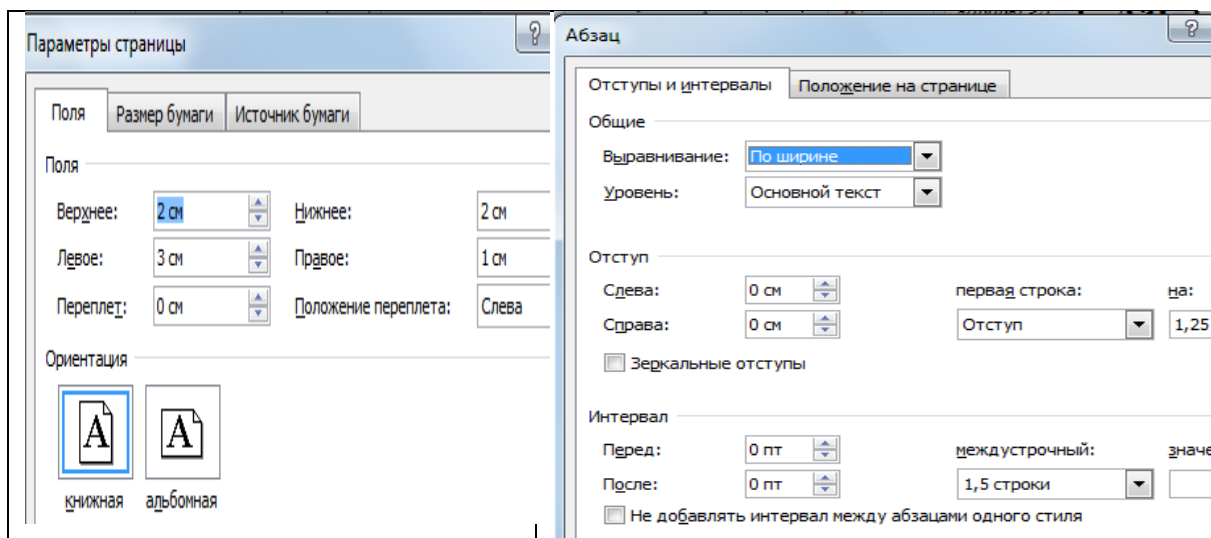 Параметры страницы
Поля Размер бумаги Источник бумаги
Поля
Верхнее: 2 см Нижнее: 2 см
Левое: 3 см Правое: 1 см
Переплет: 0 см Положение переплета: Слева
Ориентация
A A
книжная альбомная
Абзац
Отступы и интервалы Положение на странице
Общие
Выравнивание: По ширине
Уровень: Основной текст
Отступ
Слева: 0 см первая строка: на:
Справа: 0 см Отступ 1,25
Зеркальные отступы
Интервал
Перед: 0 пт междустрочный: значе
После: 0 пт 1,5 строки
Не добавлять интервал между абзацами одного стиля